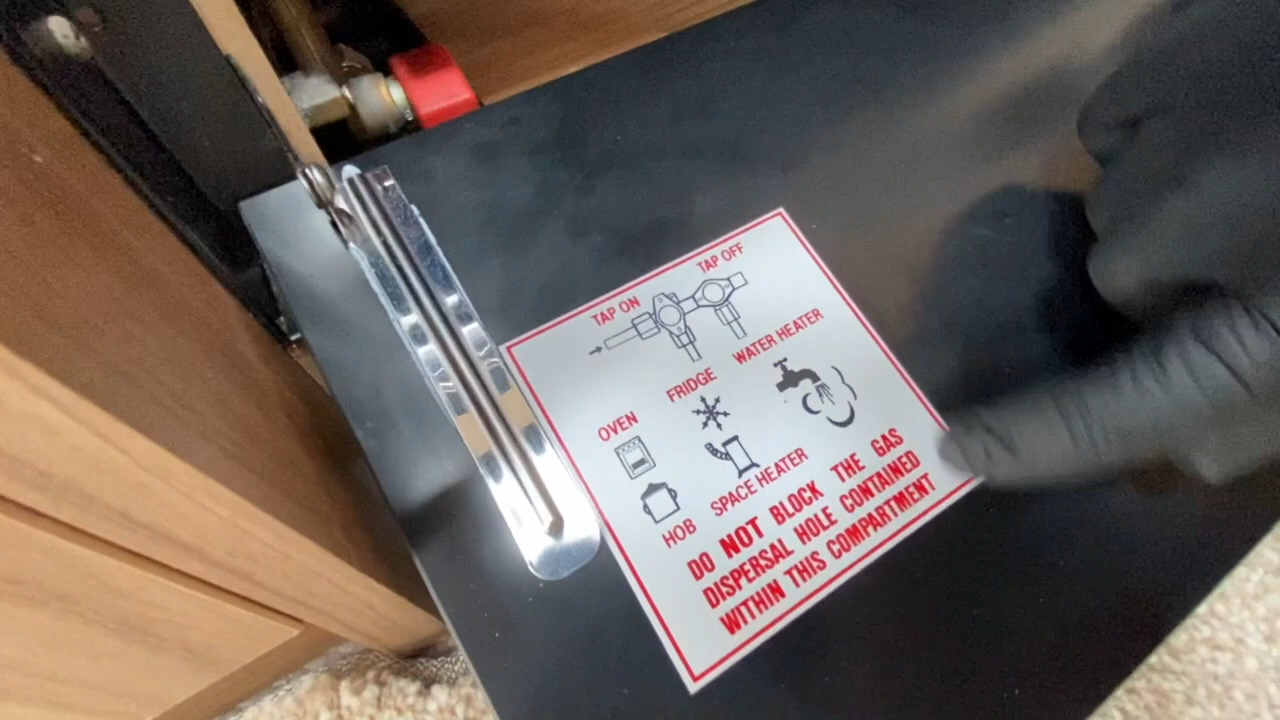 TAP ON TAP OFF
FRIDGE WATER HEATER
OVEN
HOB SPACE HEATER
DO NOT BLOCK THE GAS
DISPERSAL HOLE CONTAINED
WITHIN THIS COMPARTMENT